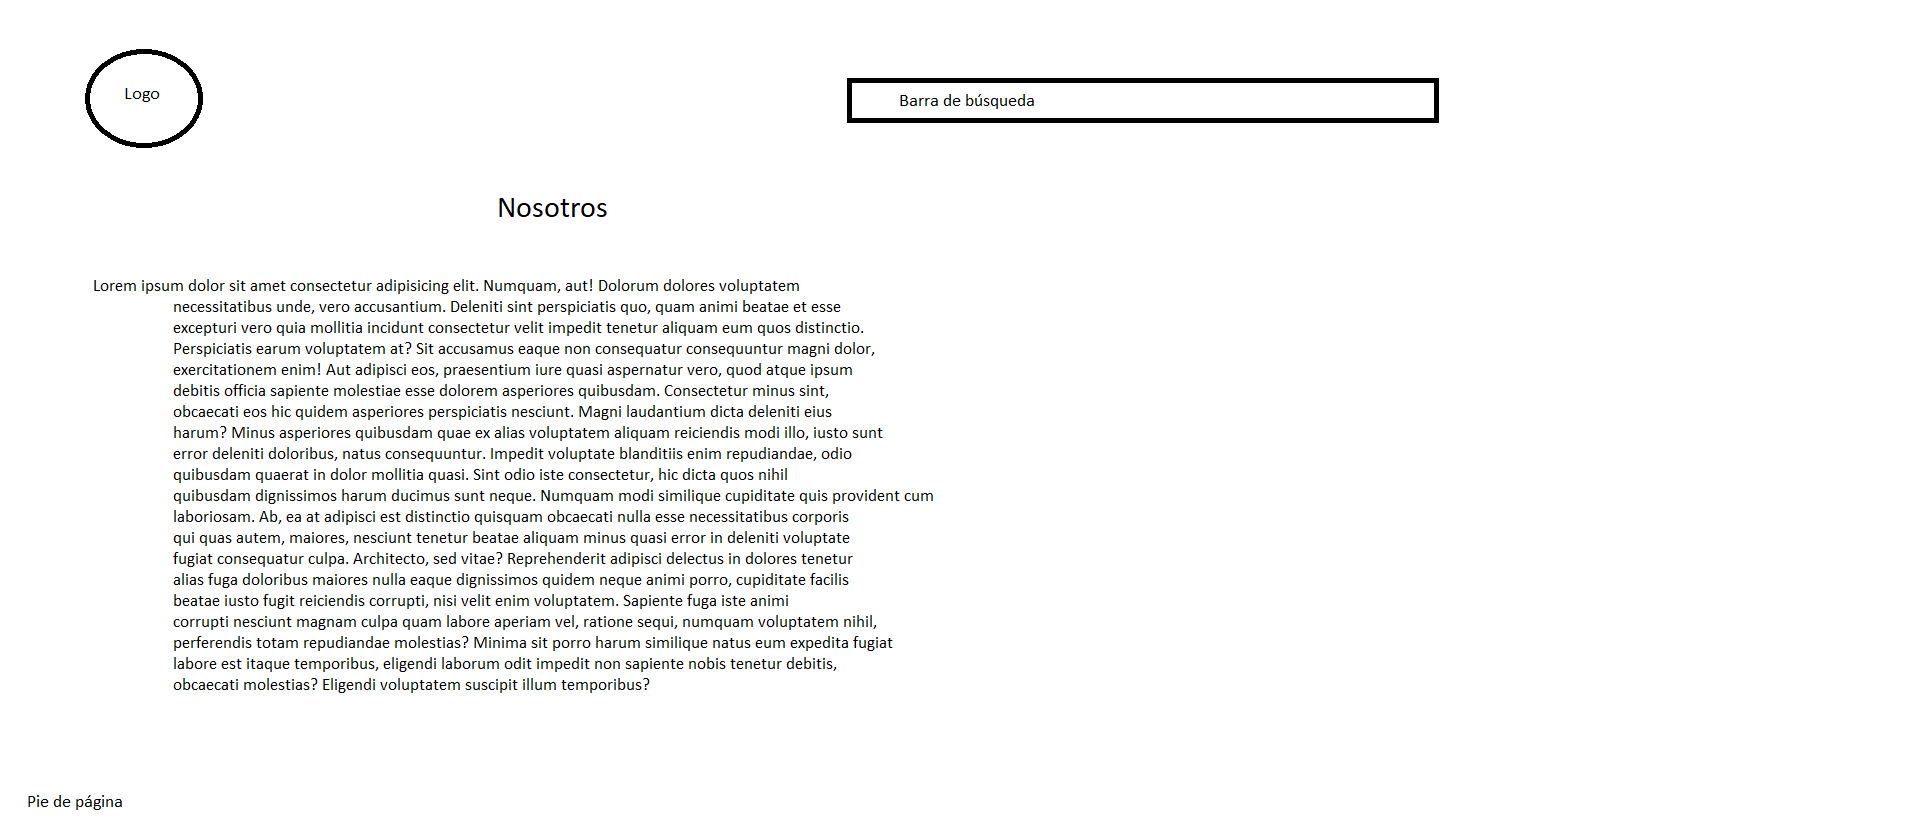 Logo
Barra de búsqueda
Nosotros
Lorem ipsum dolor sit amet consectetur adipisicing elit. Numquam, aut! Dolorum dolores voluptatem
necessitatibus unde, vero accusantium. Deleniti sint perspiciatis quo, quam animi beatae et esse
excepturi vero quia mollitia incidunt consectetur velit impedit tenetur aliquam eum quos distinctio.
Perspiciatis earum voluptatem at? Sit accusamus eaque non consequatur consequuntur magni dolor,
exercitationem enim! Aut adipisci eos, praesentium iure quasi aspernatur vero, quod atque ipsum
debitis officia sapiente molestiae esse dolorem asperiores quibusdam. Consectetur minus sint,
obcaecati eos hic quidem asperiores perspiciatis nesciunt. Magni laudantium dicta deleniti eius
harum? Minus asperiores quibusdam quae ex alias voluptatem aliquam reiciendis modi illo, iusto sunt
error deleniti doloribus, natus consequuntur. Impedit voluptate blanditiis enim repudiandae, odio
quibusdam quaerat in dolor mollitia quasi. Sint odio iste consectetur, hic dicta quos nihil
quibusdam dignissimos harum ducimus sunt neque. Numquam modi similique cupiditate quis provident cum
laboriosam. Ab, ea at adipisci est distinctio quisquam obcaecati nulla esse necessitatibus corporis
qui quas autem, maiores, nesciunt tenetur beatae aliquam minus quasi error in deleniti voluptate
fugiat consequatur culpa. Architecto, sed vitae? Reprehenderit adipisci delectus in dolores tenetur
alias fuga doloribus maiores nulla eaque dignissimos quidem neque animi porro, cupiditate facilis
beatae iusto fugit reiciendis corrupti, nisi velit enim voluptatem. Sapiente fuga iste animi
corrupti nesciunt magnam culpa quam labore aperiam vel, ratione sequi, numquam voluptatem nihil,
perferendis totam repudiandae molestias? Minima sit porro harum similique natus eum expedita fugiat
labore est itaque temporibus, eligendi laborum odit impedit non sapiente nobis tenetur debitis,
obcaecati molestias? Eligendi voluptatem suscipit illum temporibus?
Pie de página